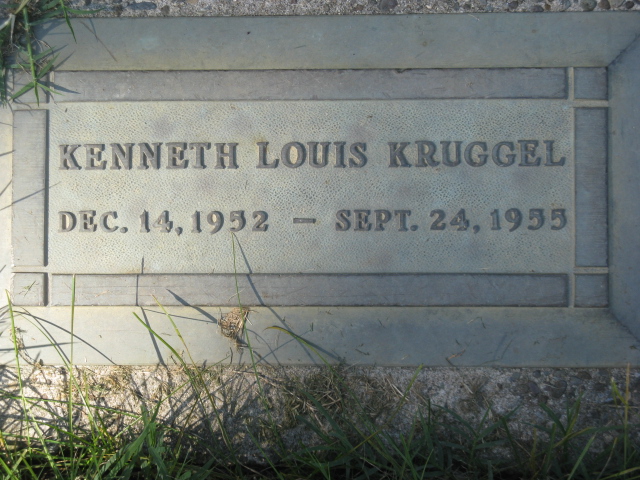 KENNETH LOUIS KRUGGEL
DEC. 14, 1952 – SEPT. 24, 1955